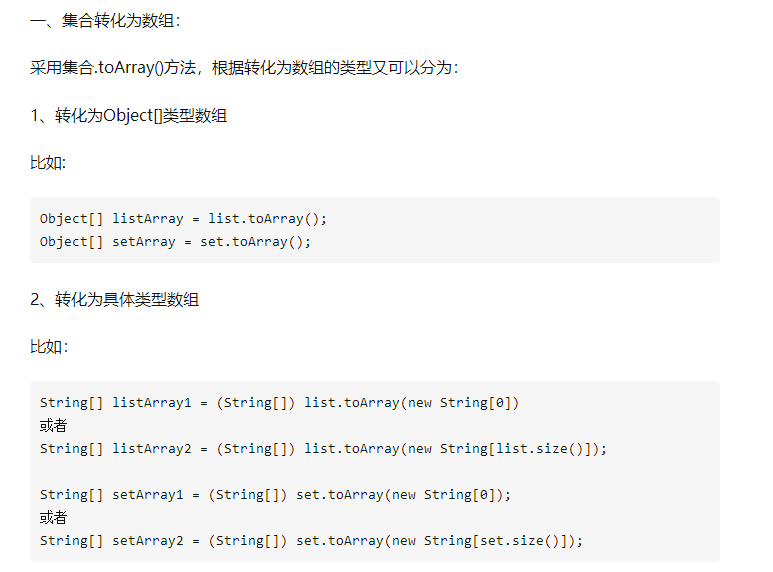 一、集合转化为数组：
采用集合.toArray()方法，根据转化为数组的类型又可以分为：
1、转化为Object[]类型数组
比如:
Object[] listArray = list.toArray();
Object[] setArray = set.toArray();
2、转化为具体类型数组
比如：
String[] listArray1 = (String[]) list.toArray(new String[0])
或者
String[] listArray2 = (String[]) list.toArray(new String[list.size()]);
String[] setArray1 = (String[]) set.toArray(new String[0]);
或者
String[] setArray2 = (String[]) set.toArray(new String[set.size()]);